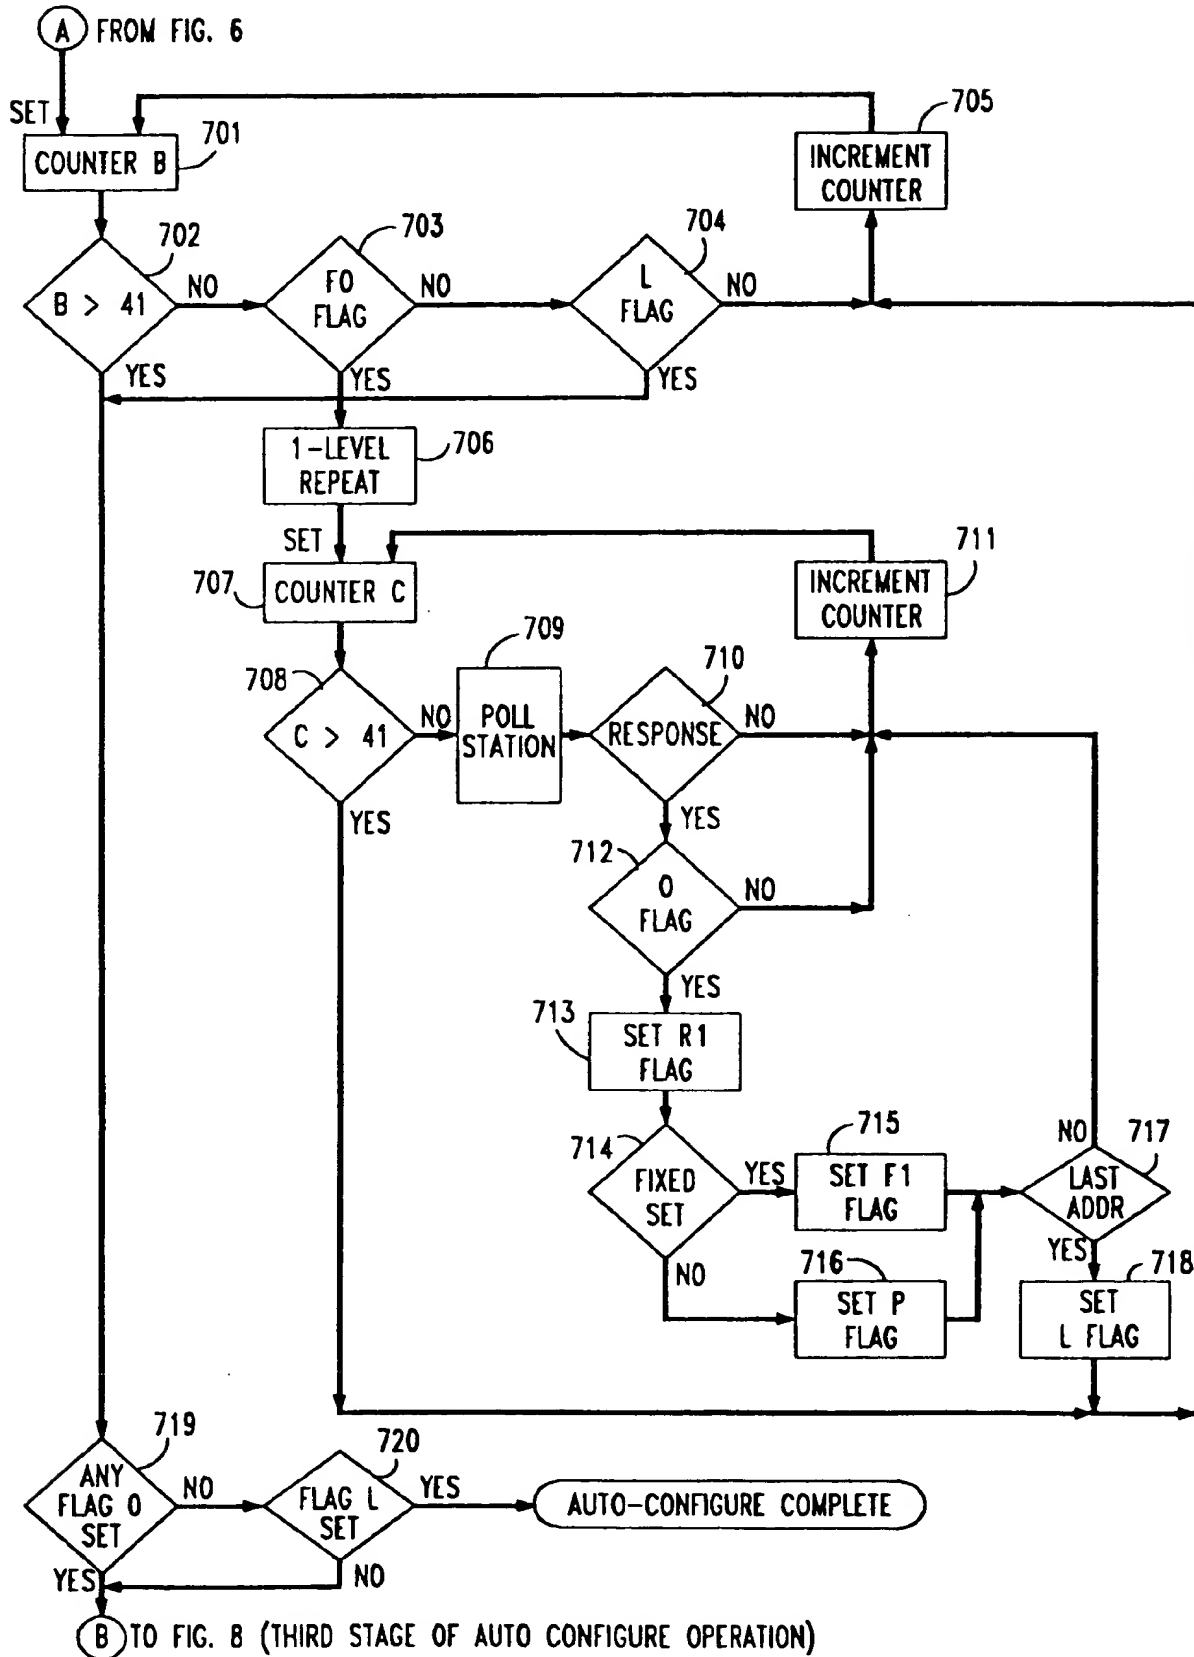 A FROM FIG. 6
SET
COUNTER B
701
705
INCREMENT
COUNTER
702
B > 41
NO
YES
703
F0
FLAG
NO
YES
704
L
FLAG
NO
YES
1-LEVEL
REPEAT
706
SET
707
COUNTER C
711
INCREMENT
COUNTER
708
C > 41
NO
YES
709
POLL
STATION
710
RESPONSE
NO
YES
712
0
FLAG
NO
YES
713
SET R1
FLAG
714
FIXED
SET
YES
NO
715
SET F1
FLAG
716
SET P
FLAG
NO
717
LAST
ADDR
YES
718
SET
L FLAG
719
ANY
FLAG 0
SET
NO
YES
720
FLAG L
SET
YES
NO
AUTO-CONFIGURE COMPLETE
B TO FIG. 8 (THIRD STAGE OF AUTO CONFIGURE OPERATION)